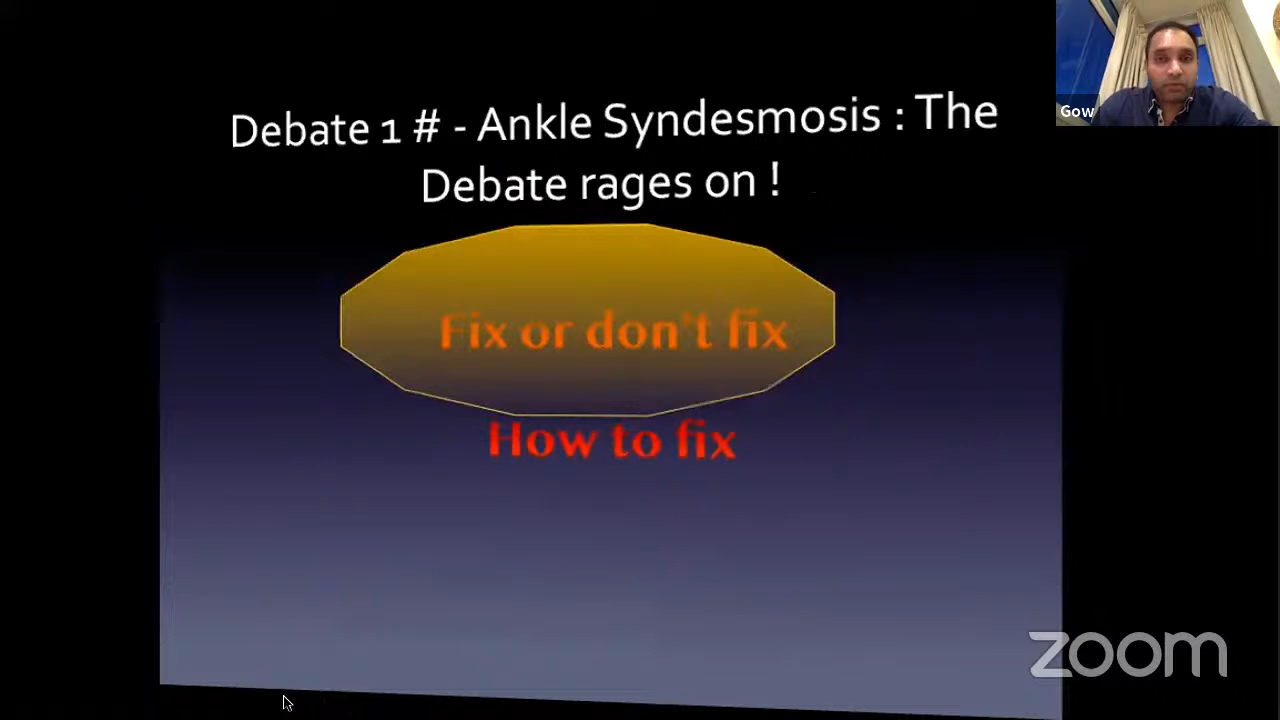 Debate 1 # - Ankle Syndesmosis : The
Debate rages on !
Gow
Fix or don't fix
How to fix
zoom